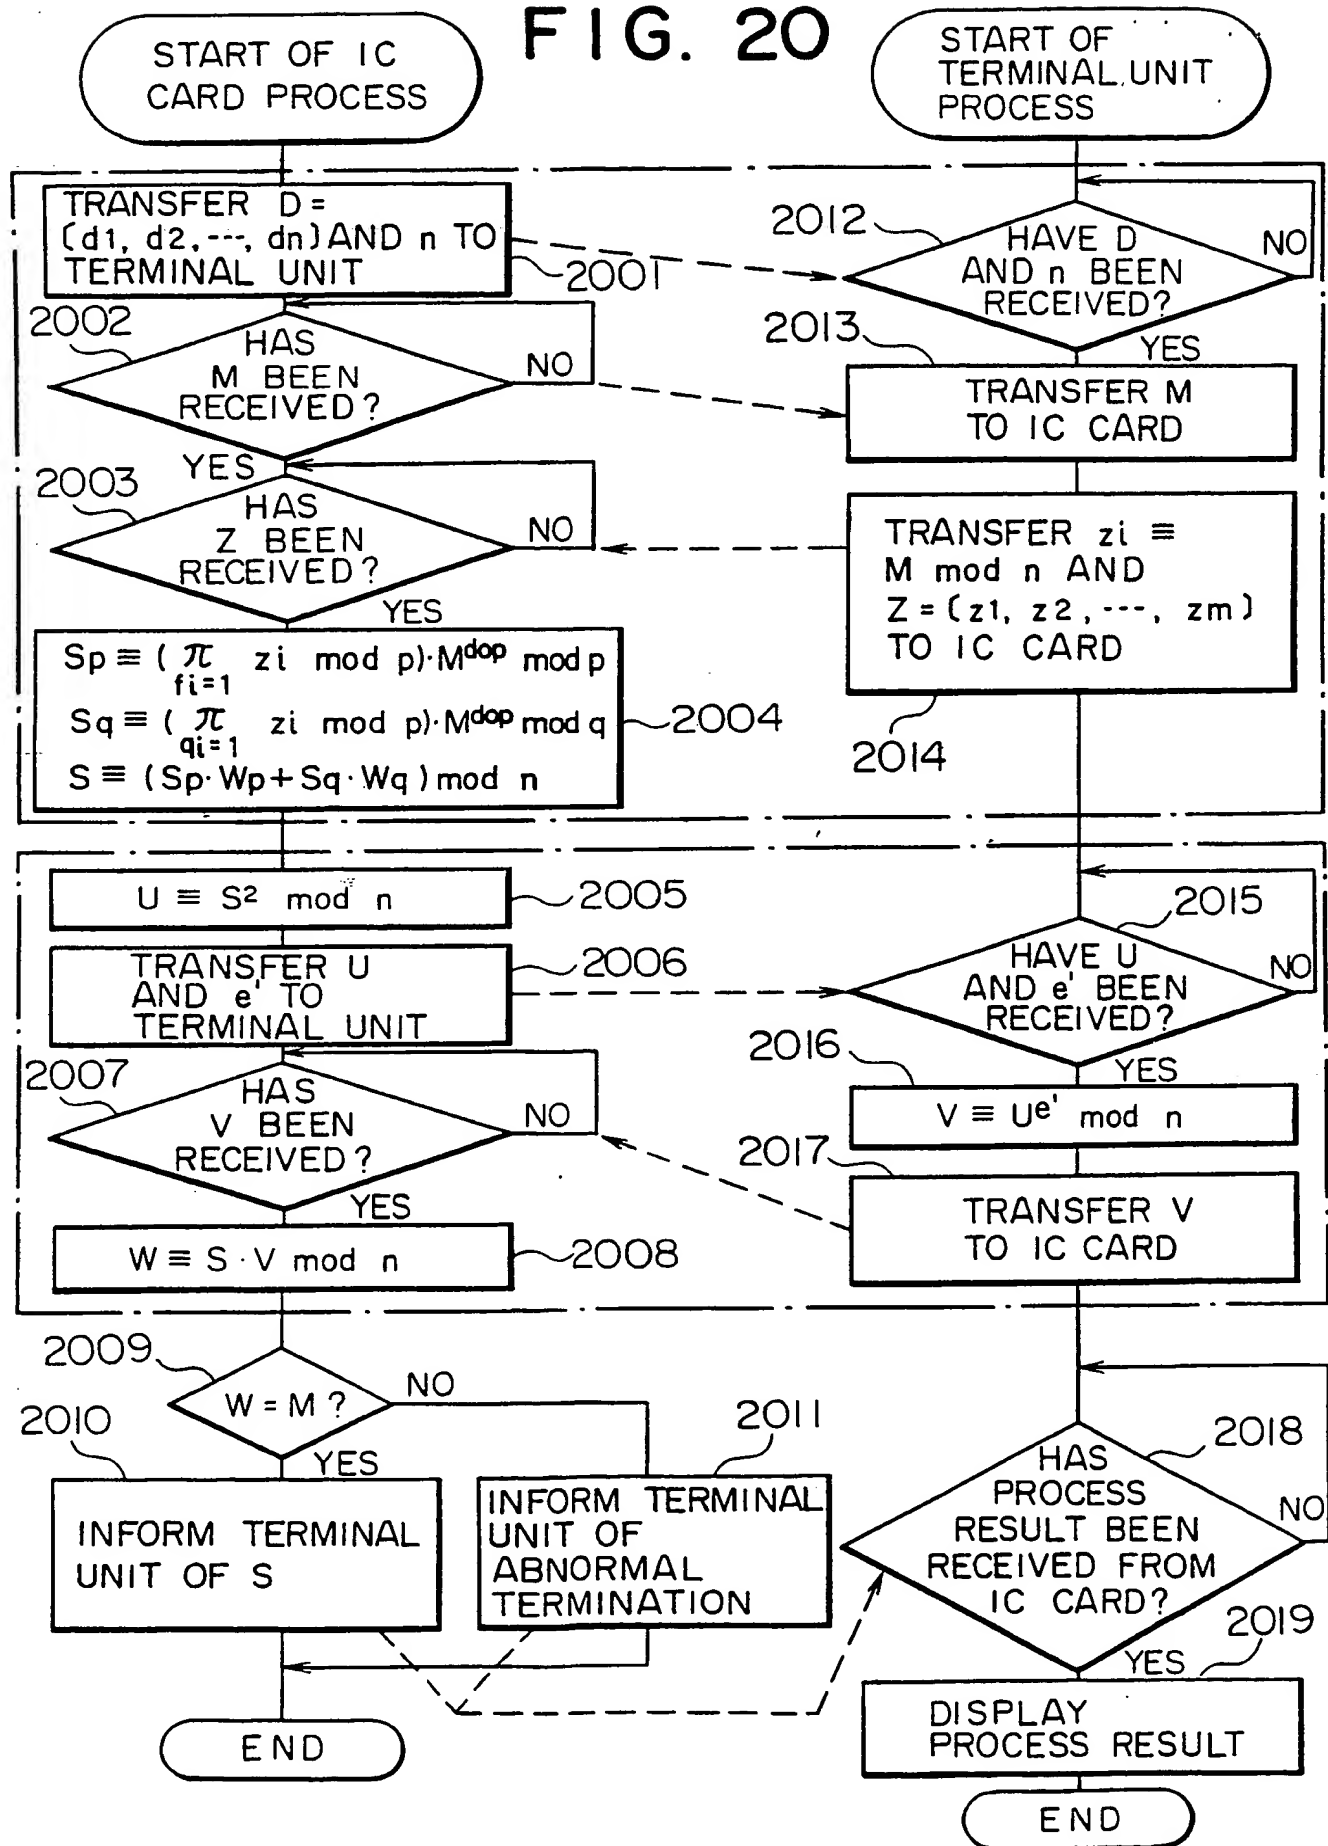 FIG. 20
START OF IC
CARD PROCESS
TRANSFER D =
(d1, d2, ---, dn) AND n TO
TERMINAL UNIT
2001
2002
HAS
M BEEN
RECEIVED?
NO
YES
2003
HAS
Z BEEN
RECEIVED?
NO
YES
Sp ≡ ( π zi mod p)·M^dop mod p
fi=1
Sq ≡ ( π zi mod p)·M^dop mod q
qi=1
S ≡ (Sp·Wp+Sq·Wq) mod n
2004
U ≡ S² mod n
2005
TRANSFER U
AND e' TO
TERMINAL UNIT
2006
2007
HAS
V BEEN
RECEIVED?
NO
YES
W ≡ S·V mod n
2008
2009
W = M ?
NO
YES
2010
INFORM TERMINAL
UNIT OF S
2011
INFORM TERMINAL
UNIT OF
ABNORMAL
TERMINATION
END
START OF
TERMINAL UNIT
PROCESS
2012
HAVE D
AND n BEEN
RECEIVED?
NO
YES
2013
TRANSFER M
TO IC CARD
TRANSFER zi ≡
M mod n AND
Z = (z1, z2, ---, zm)
TO IC CARD
2014
2015
HAVE U
AND e' BEEN
RECEIVED?
NO
YES
2016
V ≡ U^e' mod n
2017
TRANSFER V
TO IC CARD
2018
HAS
PROCESS
RESULT BEEN
RECEIVED FROM
IC CARD?
NO
YES
2019
DISPLAY
PROCESS RESULT
END